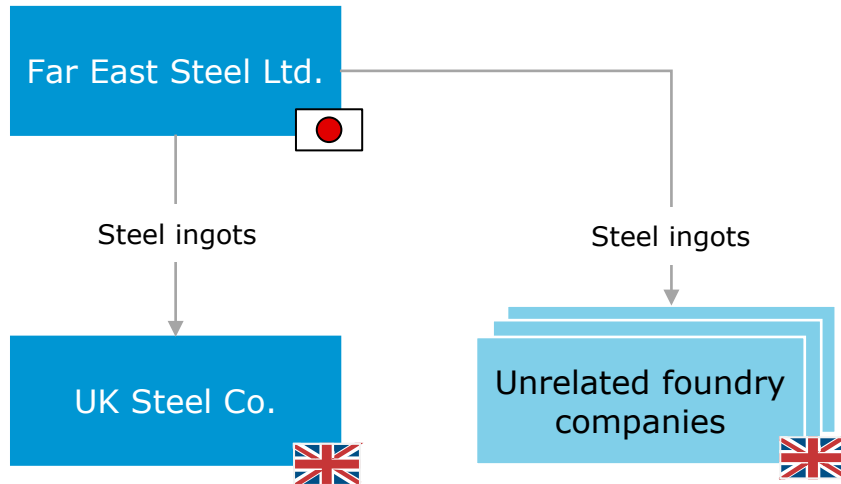 Far East Steel Ltd.
Steel ingots
Steel ingots
UK Steel Co.
Unrelated foundry
companies